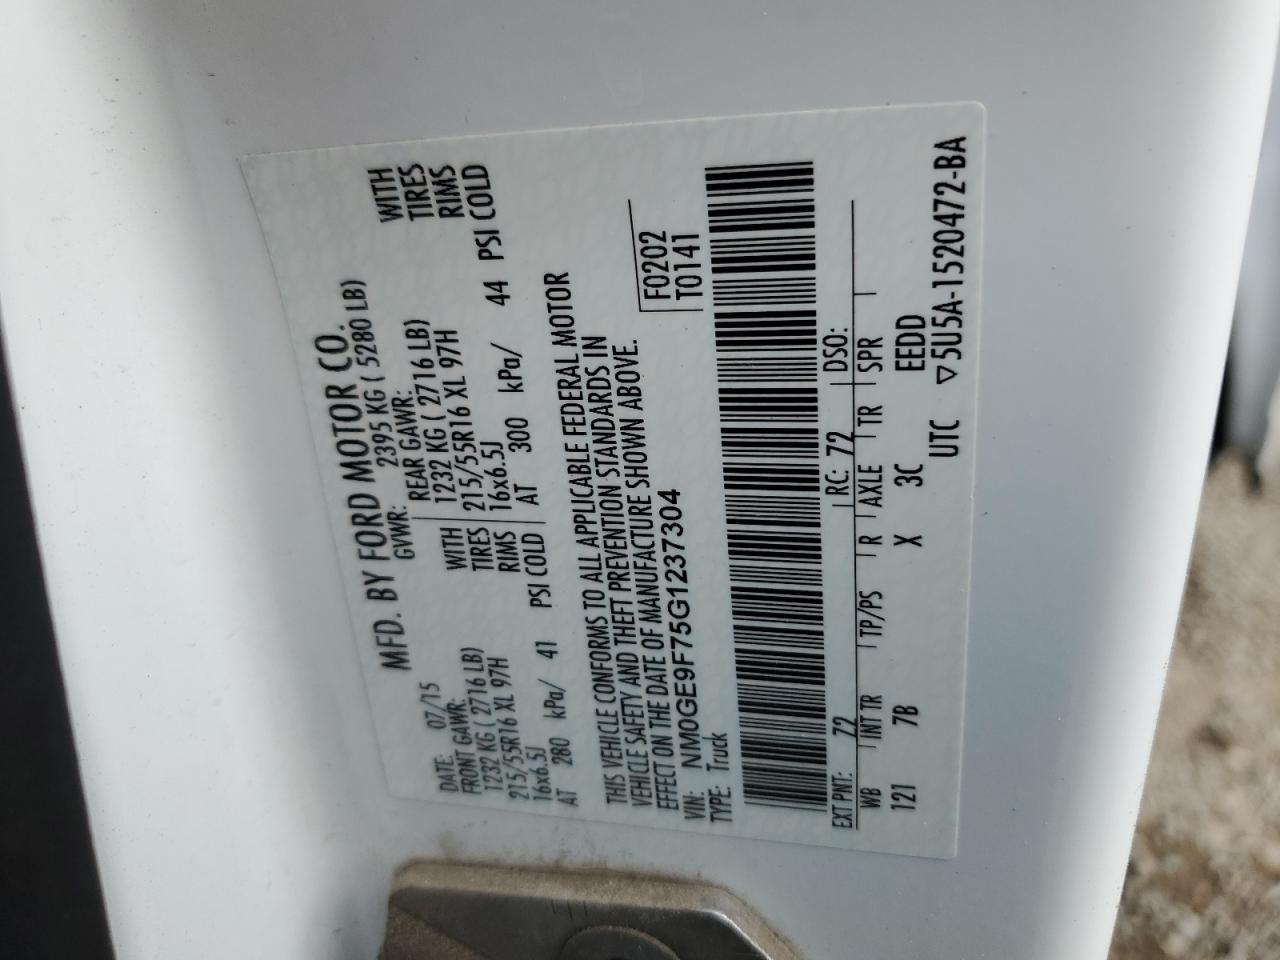 MFD. BY FORD MOTOR CO.
DATE: 07/15 GVWR: 2395 KG ( 5280 LB)
FRONT GAWR: REAR GAWR:
1232 KG ( 2716 LB) WITH 1232 KG ( 2716 LB) WITH
215/55R16 XL 97H TIRES 215/55R16 XL 97H TIRES
16x6.5J RIMS 16x6.5J RIMS
AT 280 kPa/ 41 PSI COLD AT 300 kPa/ 44 PSI COLD
THIS VEHICLE CONFORMS TO ALL APPLICABLE FEDERAL MOTOR
VEHICLE SAFETY AND THEFT PREVENTION STANDARDS IN
EFFECT ON THE DATE OF MANUFACTURE SHOWN ABOVE.
VIN: NM0GE9F75G1237304 F0202
TYPE: Truck T0141
EXT PNT: 72 RC: 72 DSO:
WB INT TR TP/PS R AXLE TR SPR
121 7B X 3C EEDD
UTC ▽5U5A-1520472-BA